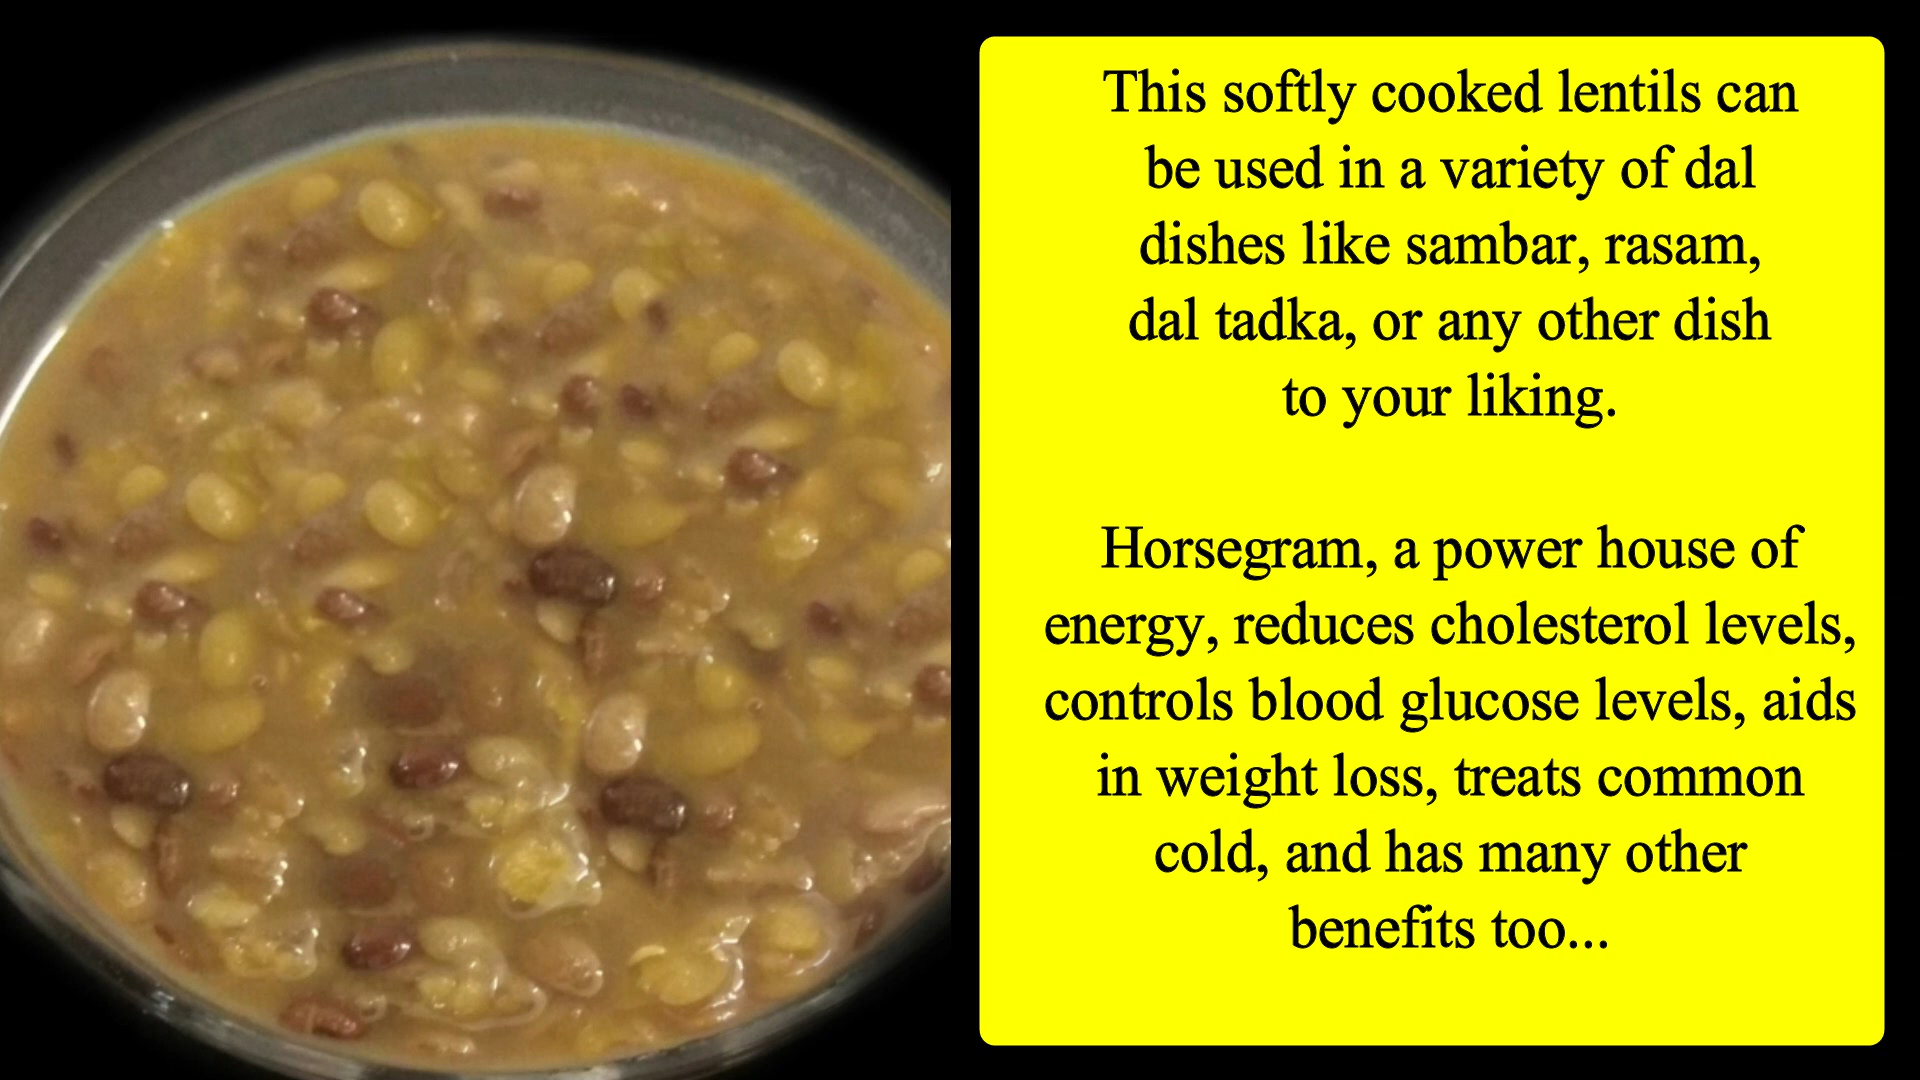 This softly cooked lentils can
be used in a variety of dal
dishes like sambar, rasam,
dal tadka, or any other dish
to your liking.
Horsegram, a power house of
energy, reduces cholesterol levels,
controls blood glucose levels, aids
in weight loss, treats common
cold, and has many other
benefits too...